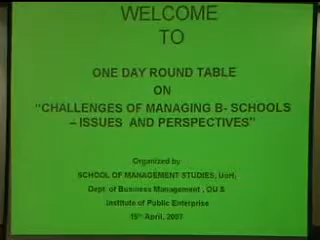 WELCOME
TO
ONE DAY ROUND TABLE
ON
"CHALLENGES OF MANAGING B- SCHOOLS
– ISSUES AND PERSPECTIVES"
Organized by
SCHOOL OF MANAGEMENT STUDIES, UoH,
Dept. of Business Management , OU &
Institute of Public Enterprise
15th April, 2007